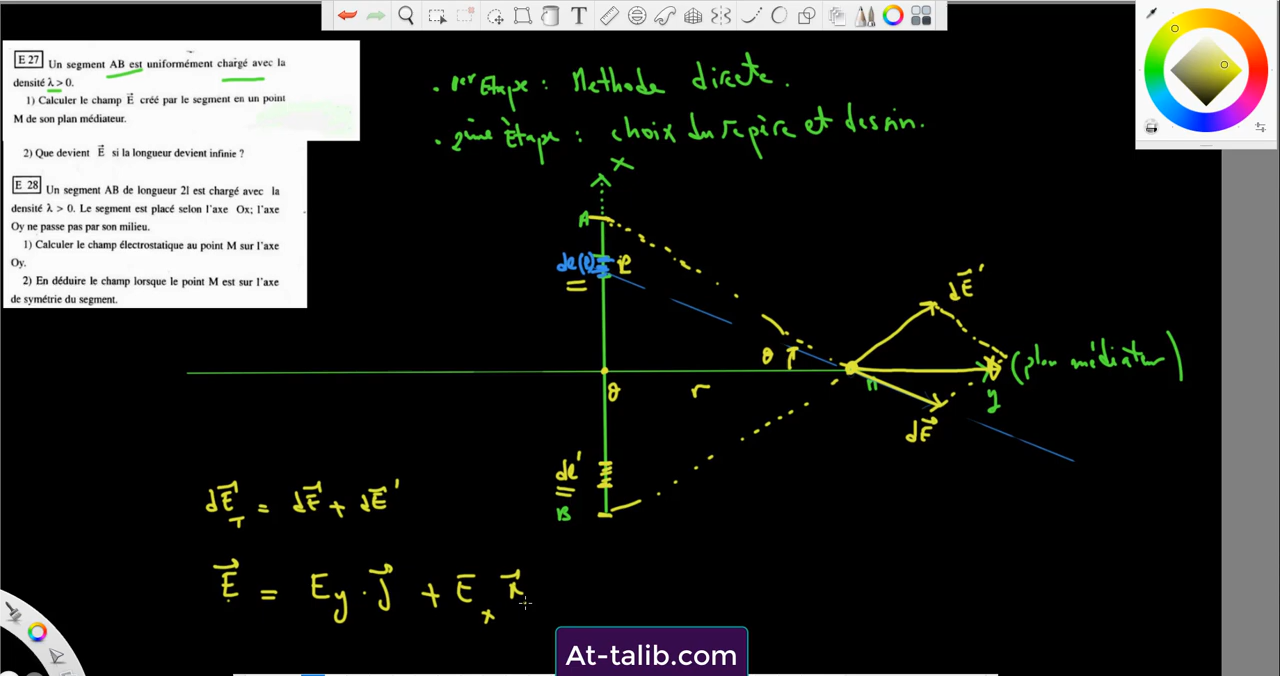 E 27 Un segment AB est uniformément chargé avec la
densité λ > 0.
1) Calculer le champ E⃗ créé par le segment en un point
M de son plan médiateur.
2) Que devient E⃗ si la longueur devient infinie ?
E 28 Un segment AB de longueur 2l est chargé avec la
densité λ > 0. Le segment est placé selon l'axe Ox; l'axe
Oy ne passe pas par son milieu.
1) Calculer le champ électrostatique au point M sur l'axe
Oy.
2) En déduire le champ lorsque le point M est sur l'axe
de symétrie du segment.
• 1er Etape : Methode directe.
• 2ème Etape : choix du repère et dessin.
x
A
de(P) P
dE⃗'
θ
(plan médiateur)
O r M y
dE⃗
de'
B
dE⃗_T = dE⃗ + dE⃗'
E⃗ = Ey . j⃗ + Ex
At-talib.com